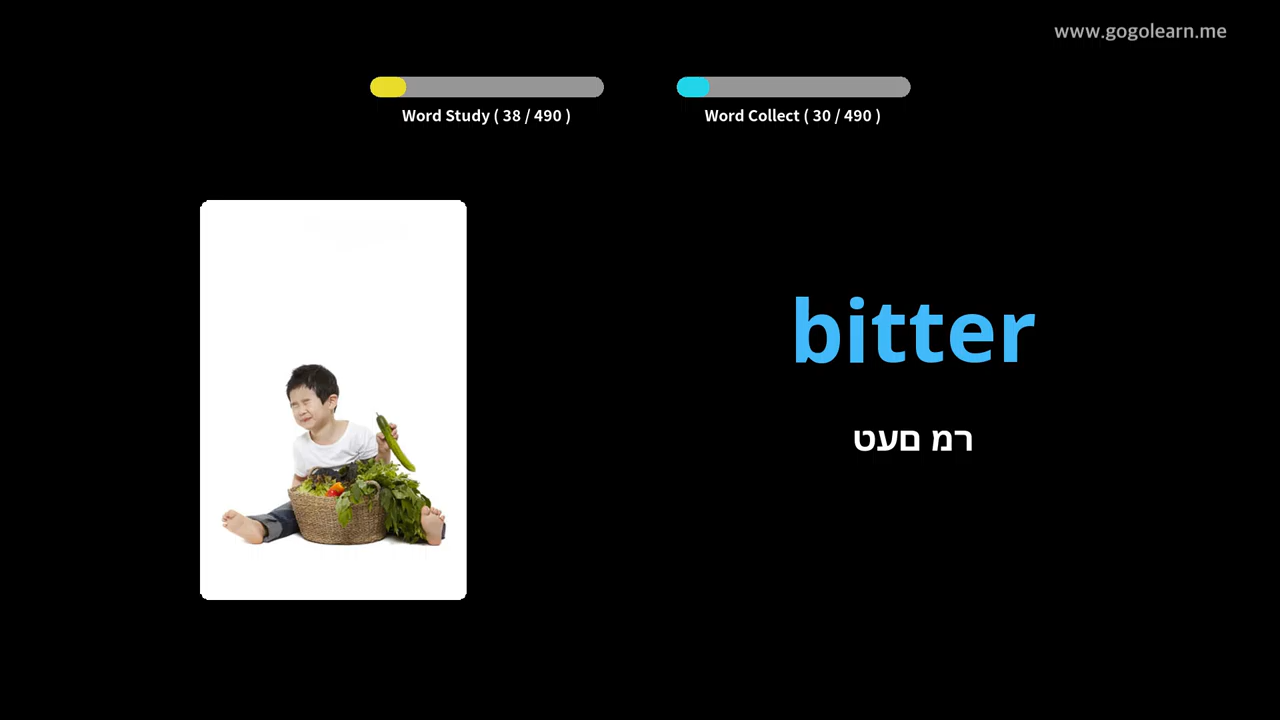 www.gogolearn.me
Word Study ( 38 / 490 )
Word Collect ( 30 / 490 )
bitter
רמ םעט